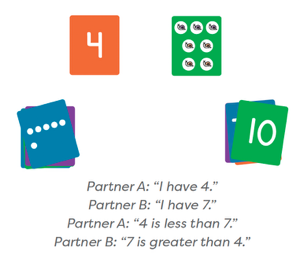 4
10
Partner A: “I have 4.”
Partner B: “I have 7.”
Partner A: “4 is less than 7.”
Partner B: “7 is greater than 4.”